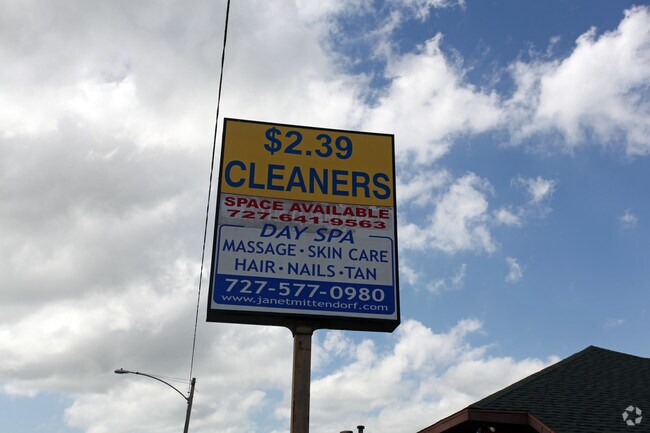 $2.39
CLEANERS
SPACE AVAILABLE
727-641-9563
DAY SPA
MASSAGE • SKIN CARE
HAIR • NAILS • TAN
727-577-0980
www.janetmittendorf.com